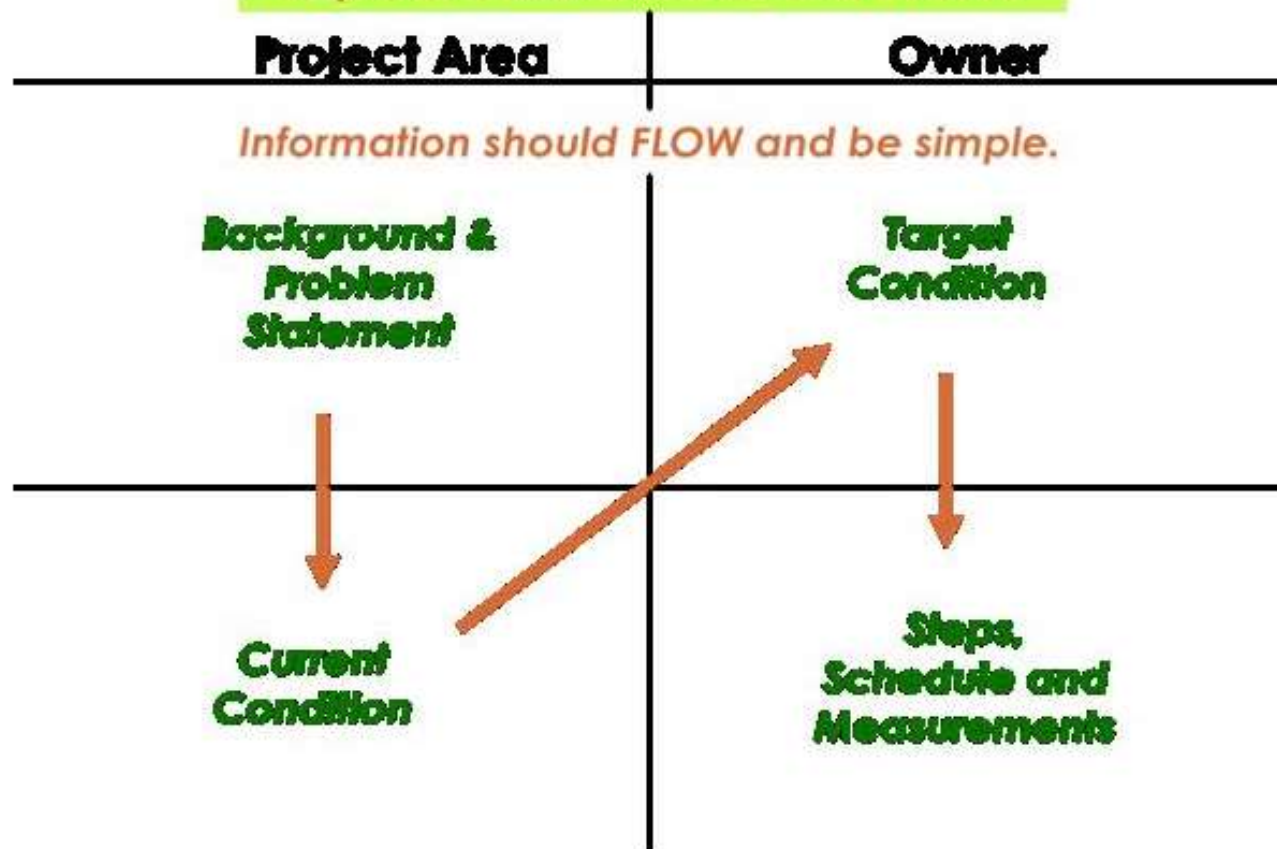 Project Area
Owner
Information should FLOW and be simple.
Background &
Problem
Statement
Target
Condition
Current
Condition
Steps,
Schedule and
Measurements